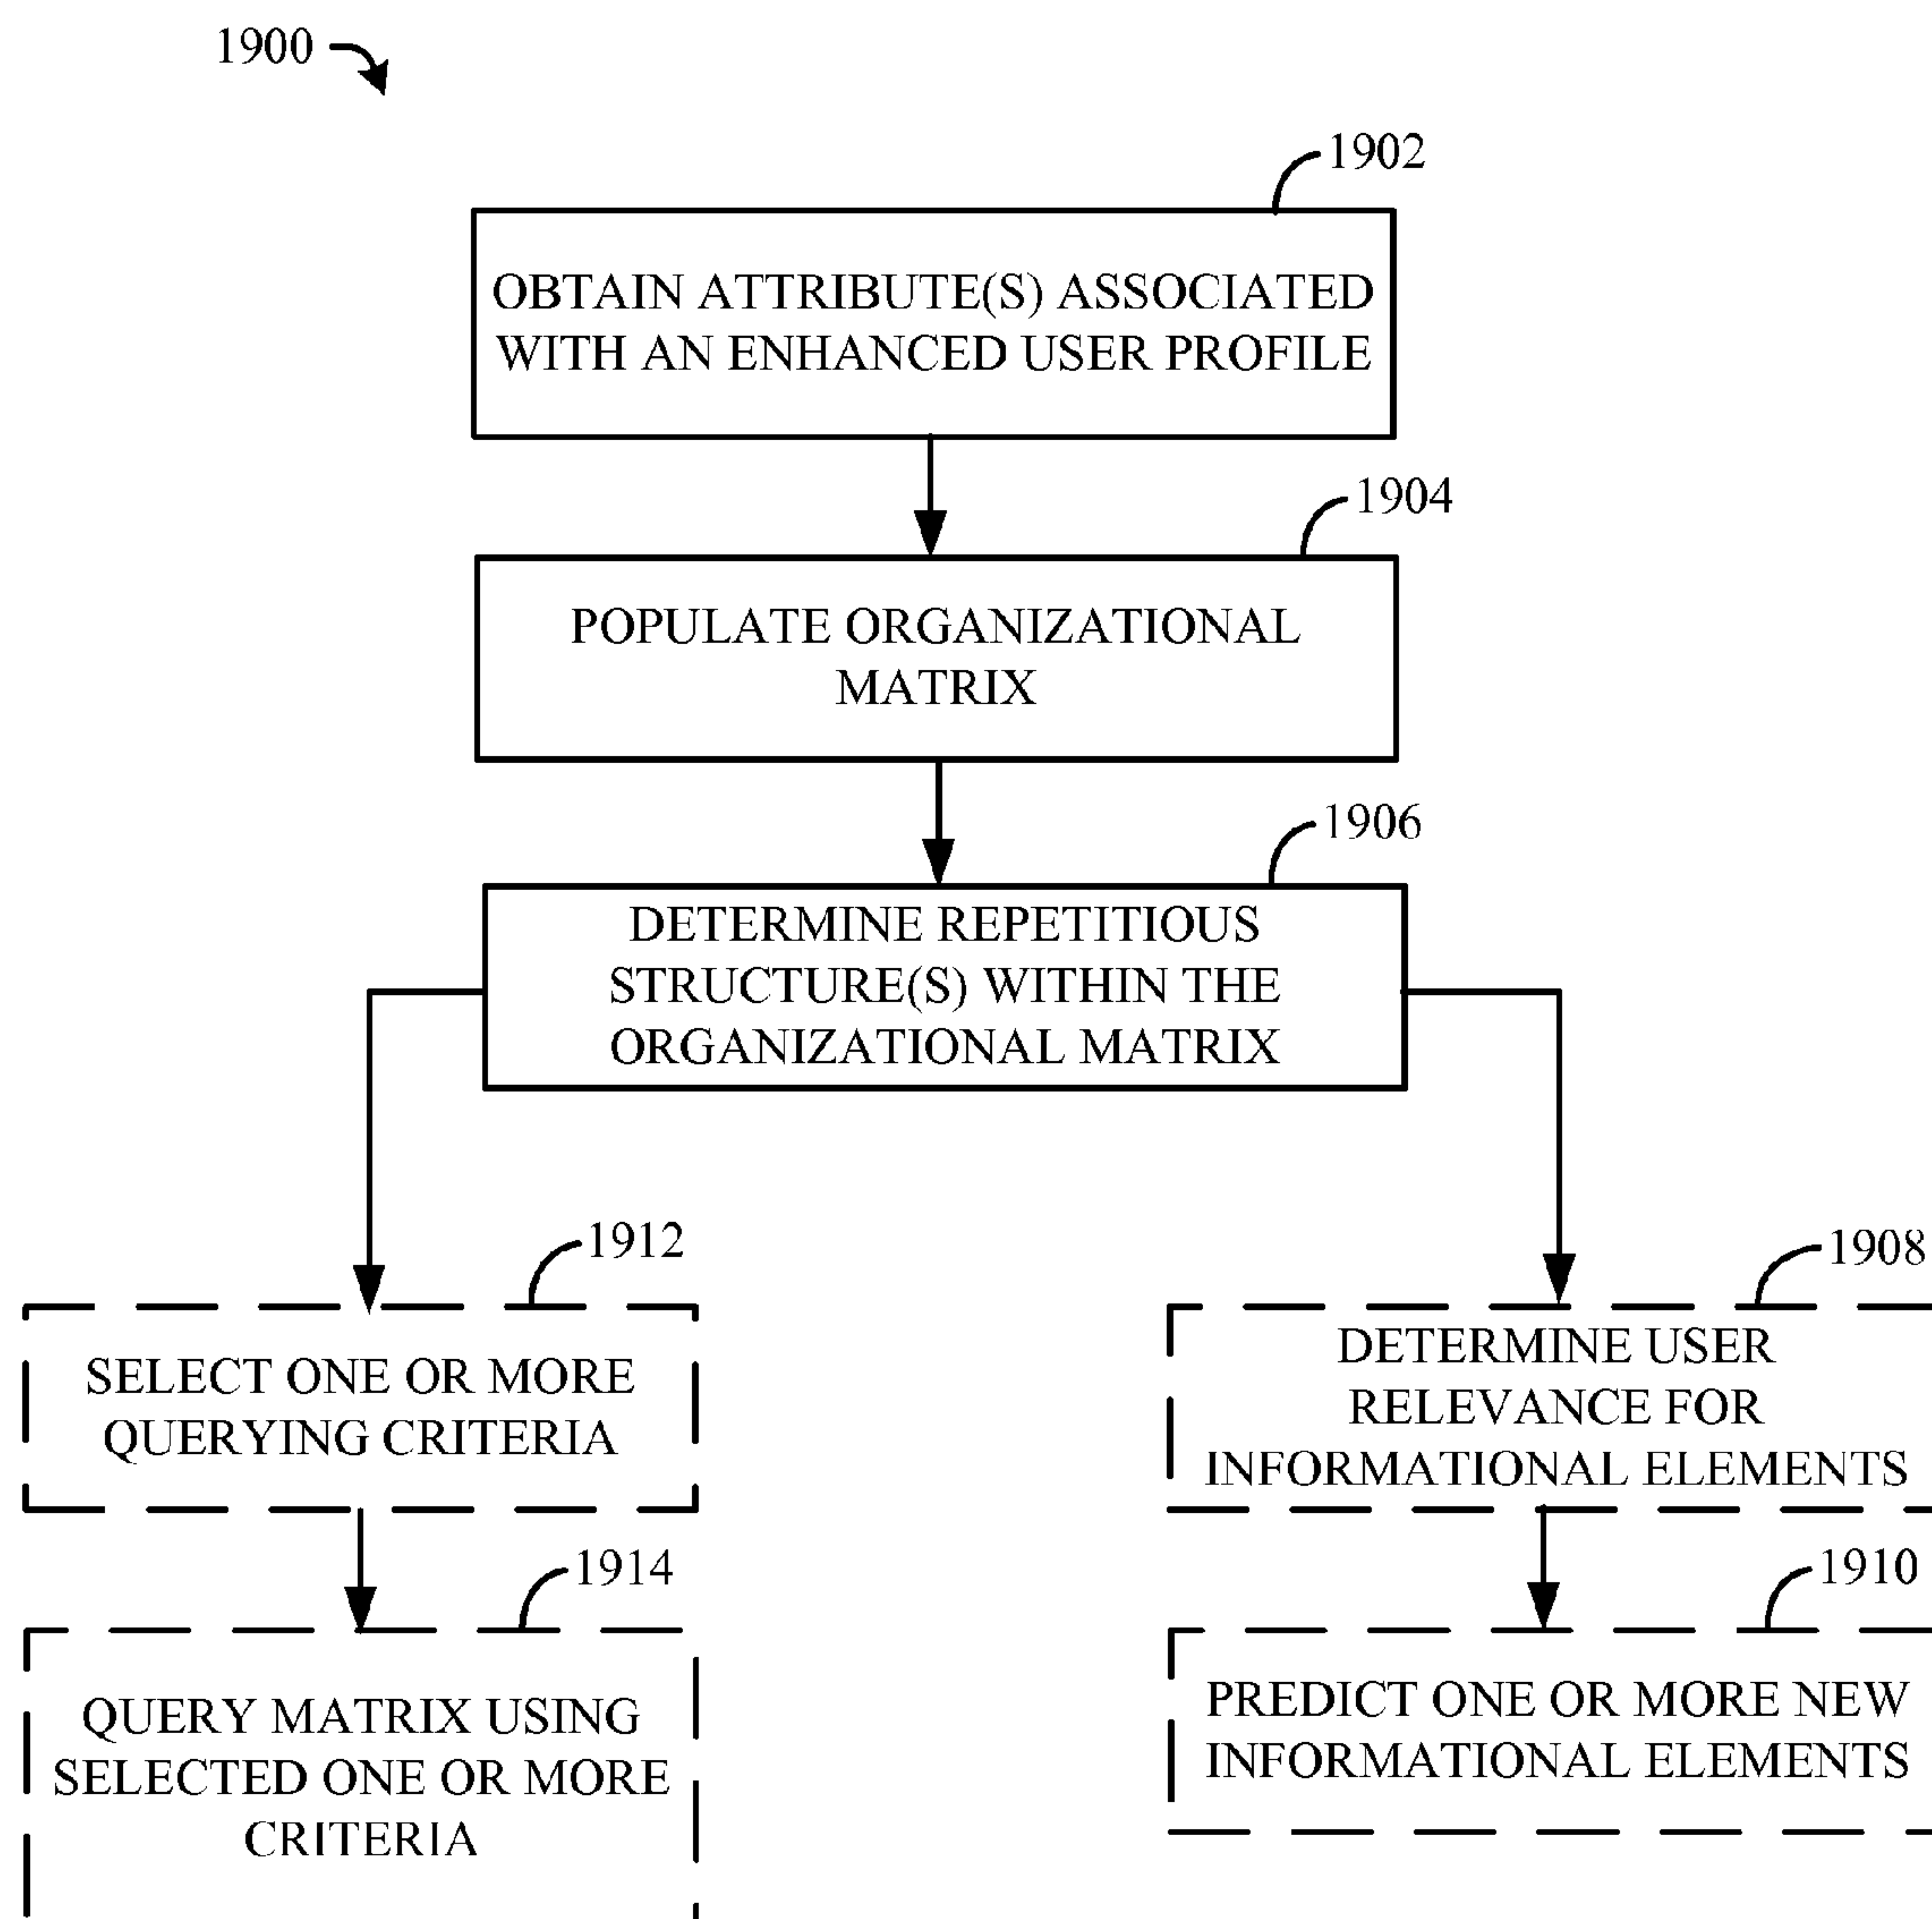 1900
1902
OBTAIN ATTRIBUTE(S) ASSOCIATED
WITH AN ENHANCED USER PROFILE
1904
POPULATE ORGANIZATIONAL
MATRIX
1906
DETERMINE REPETITIOUS
STRUCTURE(S) WITHIN THE
ORGANIZATIONAL MATRIX
1912
SELECT ONE OR MORE
QUERYING CRITERIA
1914
QUERY MATRIX USING
SELECTED ONE OR MORE
CRITERIA
1908
DETERMINE USER
RELEVANCE FOR
INFORMATIONAL ELEMENTS
1910
PREDICT ONE OR MORE NEW
INFORMATIONAL ELEMENTS